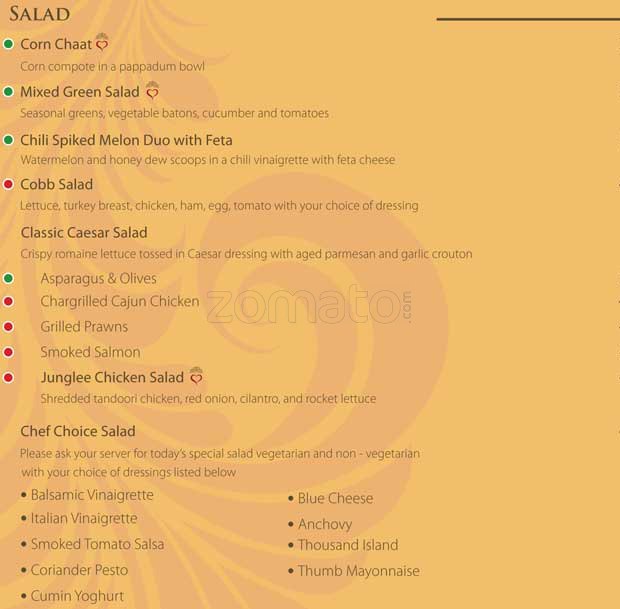 SALAD
Corn Chaat
Corn compote in a pappadum bowl
Mixed Green Salad
Seasonal greens, vegetable batons, cucumber and tomatoes
Chili Spiked Melon Duo with Feta
Watermelon and honey dew scoops in a chili vinaigrette with feta cheese
Cobb Salad
Lettuce, turkey breast, chicken, ham, egg, tomato with your choice of dressing
Classic Caesar Salad
Crispy romaine lettuce tossed in Caesar dressing with aged parmesan and garlic crouton
Asparagus & Olives
Chargrilled Cajun Chicken
zomato.com
Grilled Prawns
Smoked Salmon
Junglee Chicken Salad
Shredded tandoori chicken, red onion, cilantro, and rocket lettuce
Chef Choice Salad
Please ask your server for today's special salad vegetarian and non - vegetarian
with your choice of dressings listed below
• Balsamic Vinaigrette
• Italian Vinaigrette
• Smoked Tomato Salsa
• Coriander Pesto
• Cumin Yoghurt
• Blue Cheese
• Anchovy
• Thousand Island
• Thumb Mayonnaise